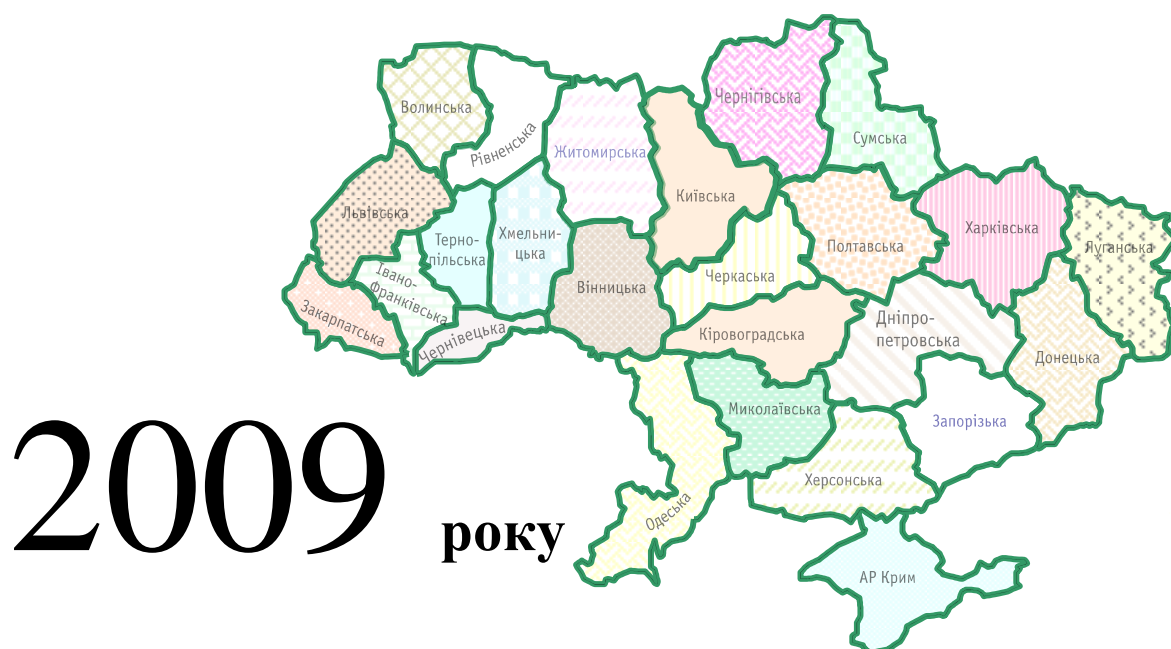 Чернігівська
Волинська
Сумська
Рівненська
Житомирська
Київська
Львівська
Харківська
Терно-
пільська
Хмельни-
цька
Полтавська
Луганська
Івано-
франківська
Черкаська
Вінницька
Закарпатська
Чернівецька
Кіровоградська
Дніпро-
петровська
Донецька
Миколаївська
Запорізька
Херсонська
Одеська
2009 року
АР Крим